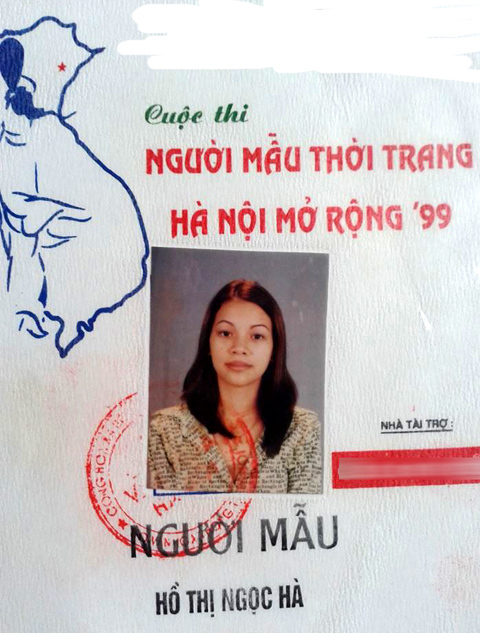 Cuộc thi
NGƯỜI MẪU THỜI TRANG
HÀ NỘI MỞ RỘNG '99
NHÀ TÀI TRỢ :
NGƯỜI MẪU
HỒ THỊ NGỌC HÀ